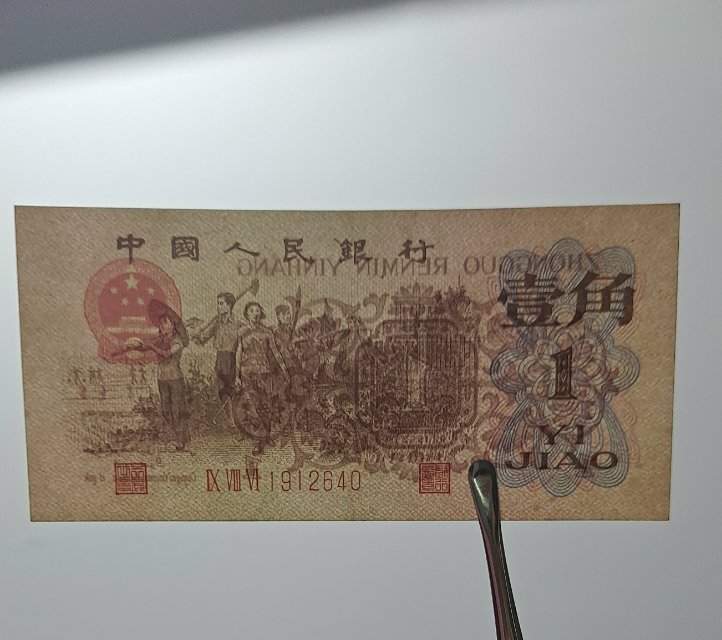 中國人民銀行
ZHONGGUO RENMIN YINHANG
壹角
1
YI
JIAO
IX VIII VI 1912640